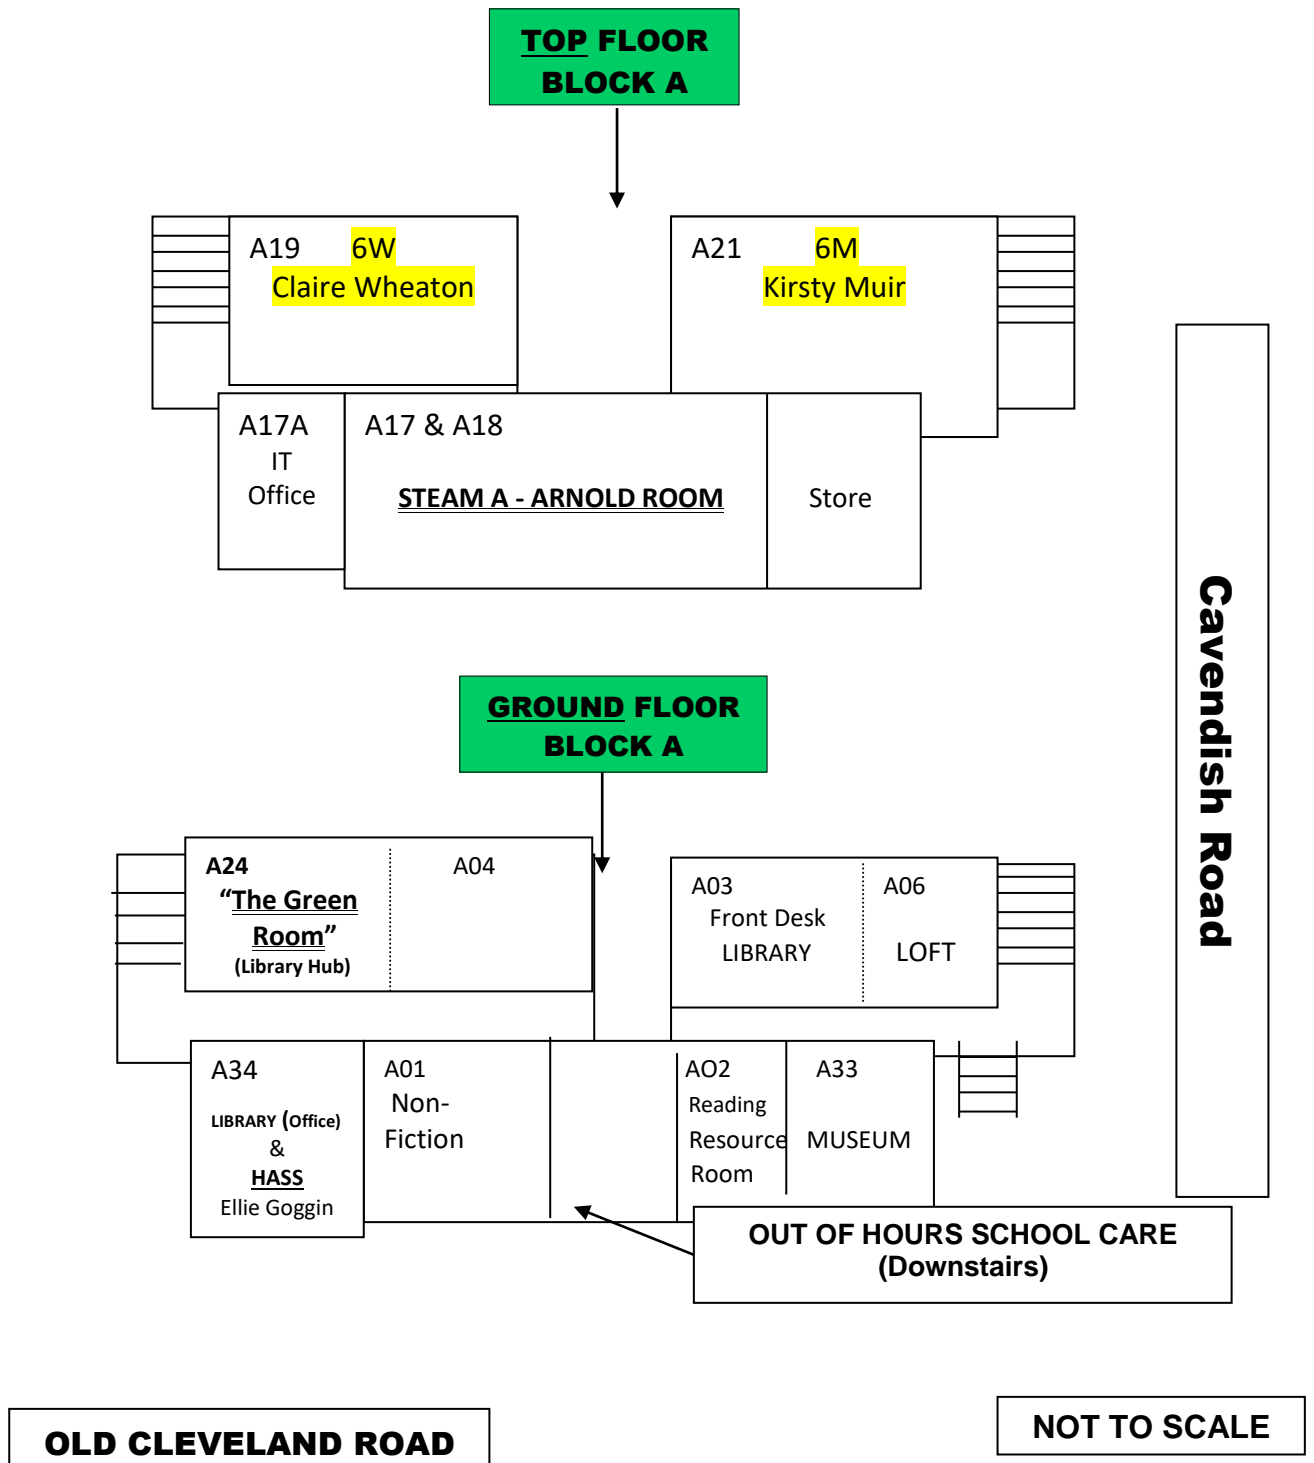 TOP FLOOR
BLOCK A
A19 6W
Claire Wheaton
A21 6M
Kirsty Muir
A17A
IT
Office
A17 & A18
STEAM A - ARNOLD ROOM
Store
Cavendish Road
GROUND FLOOR
BLOCK A
A24
“The Green
Room”
(Library Hub)
A04
A03
Front Desk
LIBRARY
A06
LOFT
A34
LIBRARY (Office)
&
HASS
Ellie Goggin
A01
Non-
Fiction
AO2
Reading
Resource
Room
A33
MUSEUM
OUT OF HOURS SCHOOL CARE
(Downstairs)
OLD CLEVELAND ROAD
NOT TO SCALE